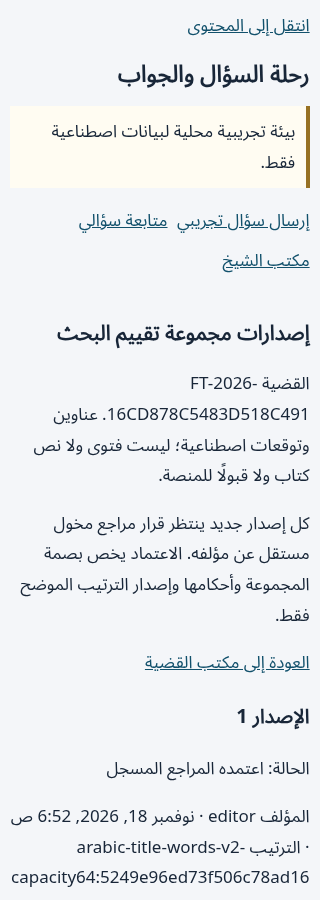 انتقل إلى المحتوى
رحلة السؤال والجواب
بيئة تجريبية محلية لبيانات اصطناعية
فقط.
إرسال سؤال تجريبي متابعة سؤالي
مكتب الشيخ
إصدارات مجموعة تقييم البحث
القضية FT-2026-
16CD878C5483D518C491. عناوين
وتوقعات اصطناعية؛ ليست فتوى ولا نص
كتاب ولا قبولًا للمنصة.
كل إصدار جديد ينتظر قرار مراجع مخول
مستقل عن مؤلفه. الاعتماد يخص بصمة
المجموعة وأحكامها وإصدار الترتيب الموضح
فقط.
العودة إلى مكتب القضية
الإصدار 1
الحالة: اعتمده المراجع المسجل
المؤلف editor · نوفمبر 18, 2026, 6:52 ص
· الترتيب arabic-title-words-v2-
capacity64:5249e96ed73f506c78ad16